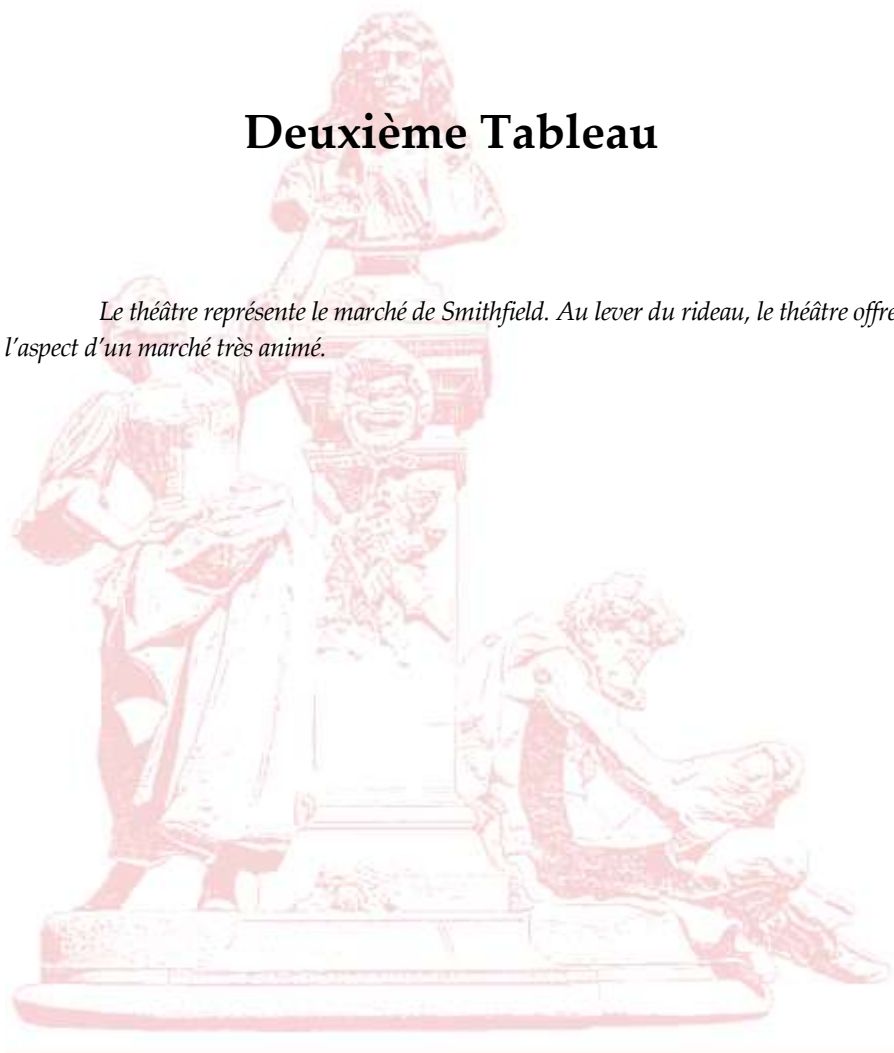 Deuxième Tableau
Le théâtre représente le marché de Smithfield. Au lever du rideau, le théâtre offre
l’aspect d’un marché très animé.